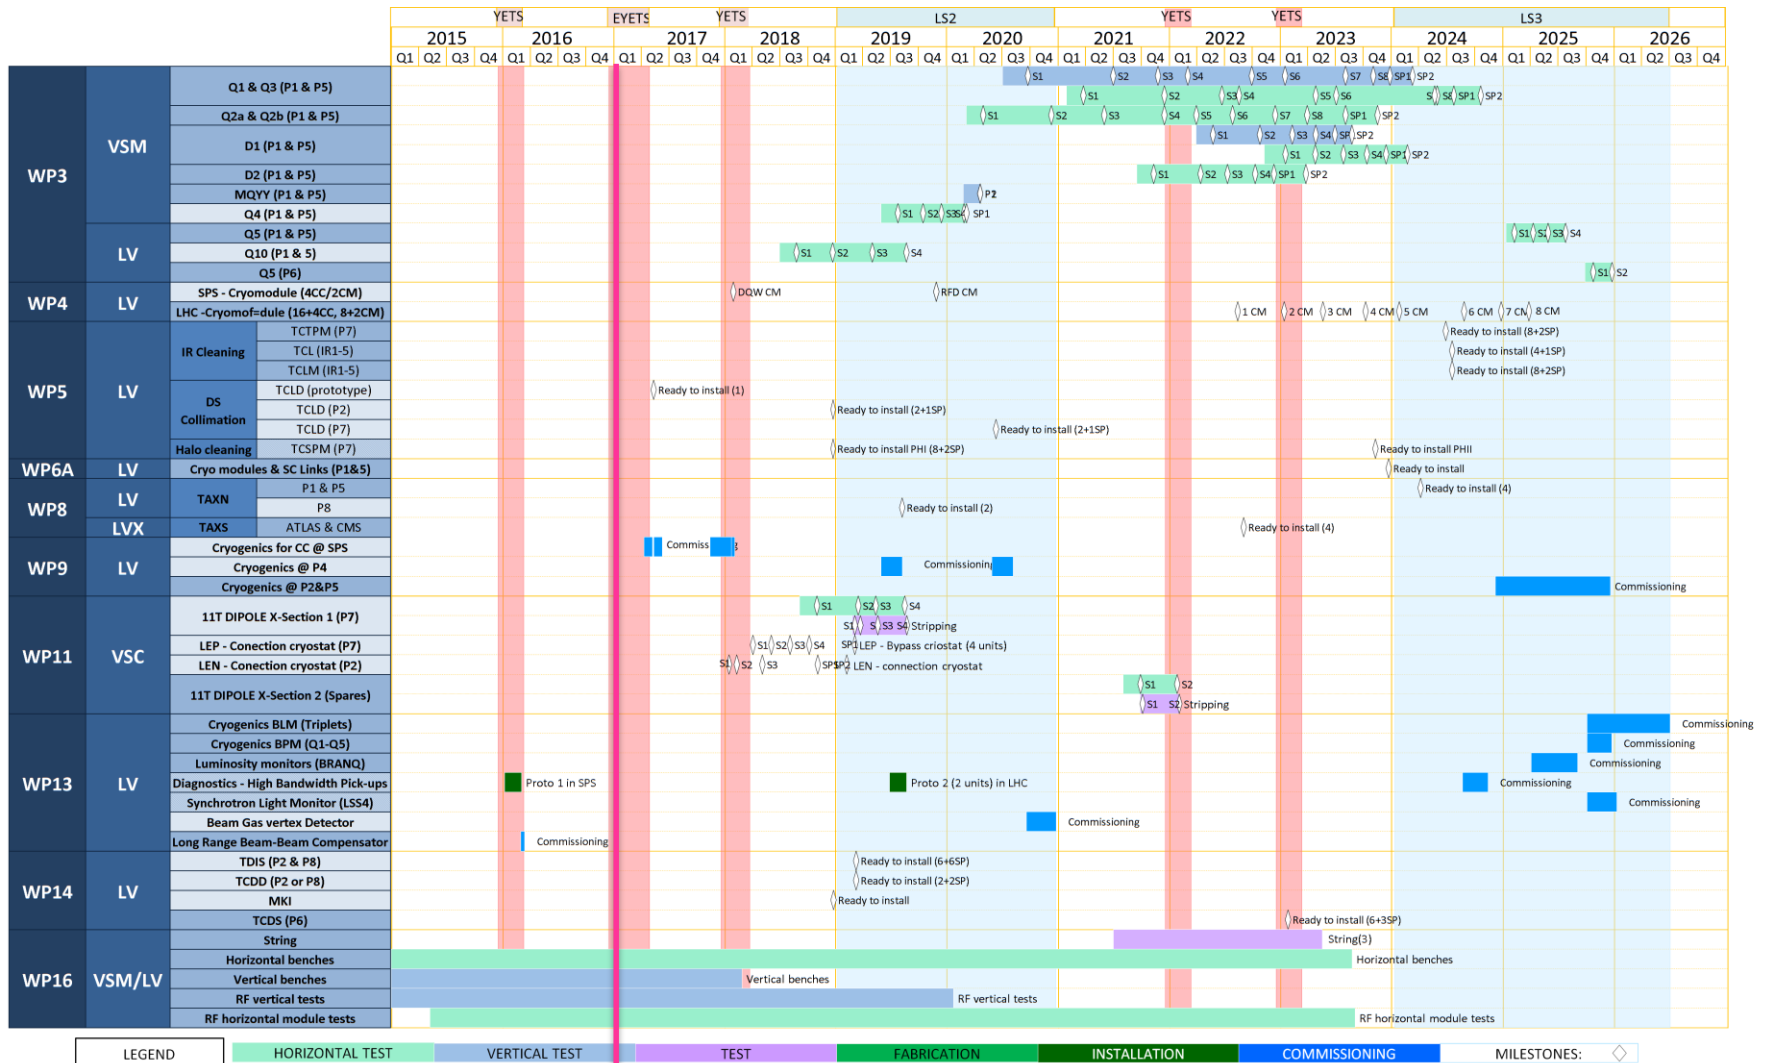 YETS EYETS YETS LS2 YETS YETS LS3
2015 2016 2017 2018 2019 2020 2021 2022 2023 2024 2025 2026
Q1 Q2 Q3 Q4 Q1 Q2 Q3 Q4 Q1 Q2 Q3 Q4 Q1 Q2 Q3 Q4 Q1 Q2 Q3 Q4 Q1 Q2 Q3 Q4 Q1 Q2 Q3 Q4 Q1 Q2 Q3 Q4 Q1 Q2 Q3 Q4 Q1 Q2 Q3 Q4 Q1 Q2 Q3 Q4 Q1 Q2 Q3 Q4
WP3
VSM
Q1 & Q3 (P1 & P5)
S1 S2 S3 S4 S5 S6 S7 S8 SP1 SP2
S1 S2 S3 S4 S5 S6 S8 SP1 SP2
Q2a & Q2b (P1 & P5) S1 S2 S3 S4 S5 S6 S7 S8 SP1 SP2
D1 (P1 & P5)
S1 S2 S3 S4 SP SP2
S1 S2 S3 S4 SP1 SP2
D2 (P1 & P5) S1 S2 S3 S4 SP1 SP2
MQYY (P1 & P5)
Q4 (P1 & P5) S1 S2 S3 S4 SP1
LV
Q5 (P1 & P5) S1 S2 S3 S4
Q10 (P1 & 5) S1 S2 S3 S4
Q5 (P6) S1 S2
WP4 LV
SPS - Cryomodule (4CC/2CM) DQW CM RFD CM
LHC -Cryomof=dule (16+4CC, 8+2CM) 1 CM 2 CM 3 CM 4 CM 5 CM 6 CM 7 CM 8 CM
WP5 LV
IR Cleaning
TCTPM (P7) Ready to install (8+2SP)
TCL (IR1-5) Ready to install (4+1SP)
TCLM (IR1-5) Ready to install (8+2SP)
DS Collimation
TCLD (prototype) Ready to install (1)
TCLD (P2) Ready to install (2+1SP)
TCLD (P7) Ready to install (2+1SP)
Halo cleaning TCSPM (P7) Ready to install PHI (8+2SP) Ready to install PHII
WP6A LV Cryo modules & SC Links (P1&5) Ready to install
WP8 LV TAXN
P1 & P5 Ready to install (4)
P8 Ready to install (2)
LVX TAXS ATLAS & CMS Ready to install (4)
WP9 LV
Cryogenics for CC @ SPS Commiss g
Cryogenics @ P4 Commissioning
Cryogenics @ P2&P5 Commissioning
WP11 VSC
11T DIPOLE X-Section 1 (P7)
S1 S2 S3 S4
S1 S S3 S4 Stripping
LEP - Conection cryostat (P7) S1 S2 S3 S4 SP1 LEP - Bypass criostat (4 units)
LEN - Conection cryostat (P2) S1 S2 S3 SP1 SP2 LEN - connection cryostat
11T DIPOLE X-Section 2 (Spares)
S1 S2
S1 S2 Stripping
WP13 LV
Cryogenics BLM (Triplets) Commissioning
Cryogenics BPM (Q1-Q5) Commissioning
Luminosity monitors (BRANQ) Commissioning
Diagnostics - High Bandwidth Pick-ups Proto 1 in SPS Proto 2 (2 units) in LHC Commissioning
Synchrotron Light Monitor (LSS4) Commissioning
Beam Gas vertex Detector Commissioning
Long Range Beam-Beam Compensator Commissioning
WP14 LV
TDIS (P2 & P8) Ready to install (6+6SP)
TCDD (P2 or P8) Ready to install (2+2SP)
MKI Ready to install
TCDS (P6) Ready to install (6+3SP)
WP16 VSM/LV
String String(3)
Horizontal benches Horizontal benches
Vertical benches Vertical benches
RF vertical tests RF vertical tests
RF horizontal module tests RF horizontal module tests
LEGEND HORIZONTAL TEST VERTICAL TEST TEST FABRICATION INSTALLATION COMMISSIONING MILESTONES: